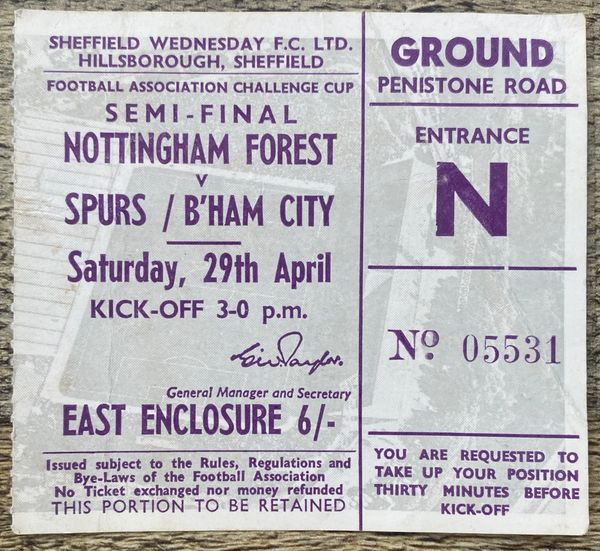 SHEFFIELD WEDNESDAY F.C. LTD.
HILLSBOROUGH, SHEFFIELD
FOOTBALL ASSOCIATION CHALLENGE CUP
SEMI-FINAL
NOTTINGHAM FOREST
v
SPURS / B'HAM CITY
Saturday, 29th April
KICK-OFF 3-0 p.m.
General Manager and Secretary
EAST ENCLOSURE 6/-
Issued subject to the Rules, Regulations and
Bye-Laws of the Football Association
No Ticket exchanged nor money refunded
THIS PORTION TO BE RETAINED
GROUND
PENISTONE ROAD
ENTRANCE
N
Nº 05531
YOU ARE REQUESTED TO
TAKE UP YOUR POSITION
THIRTY MINUTES BEFORE
KICK-OFF